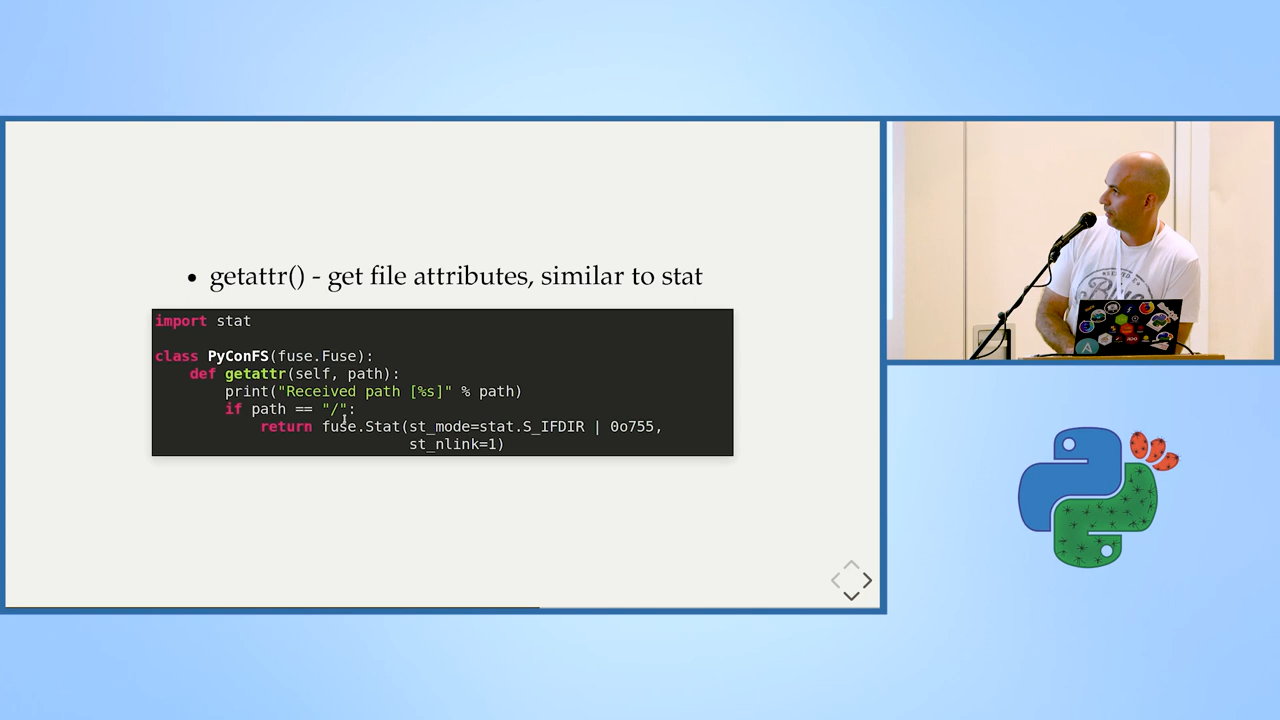 • getattr() - get file attributes, similar to stat
import stat

class PyConFS(fuse.Fuse):
    def getattr(self, path):
        print("Received path [%s]" % path)
        if path == "/":
            return fuse.Stat(st_mode=stat.S_IFDIR | 0o755,
                             st_nlink=1)